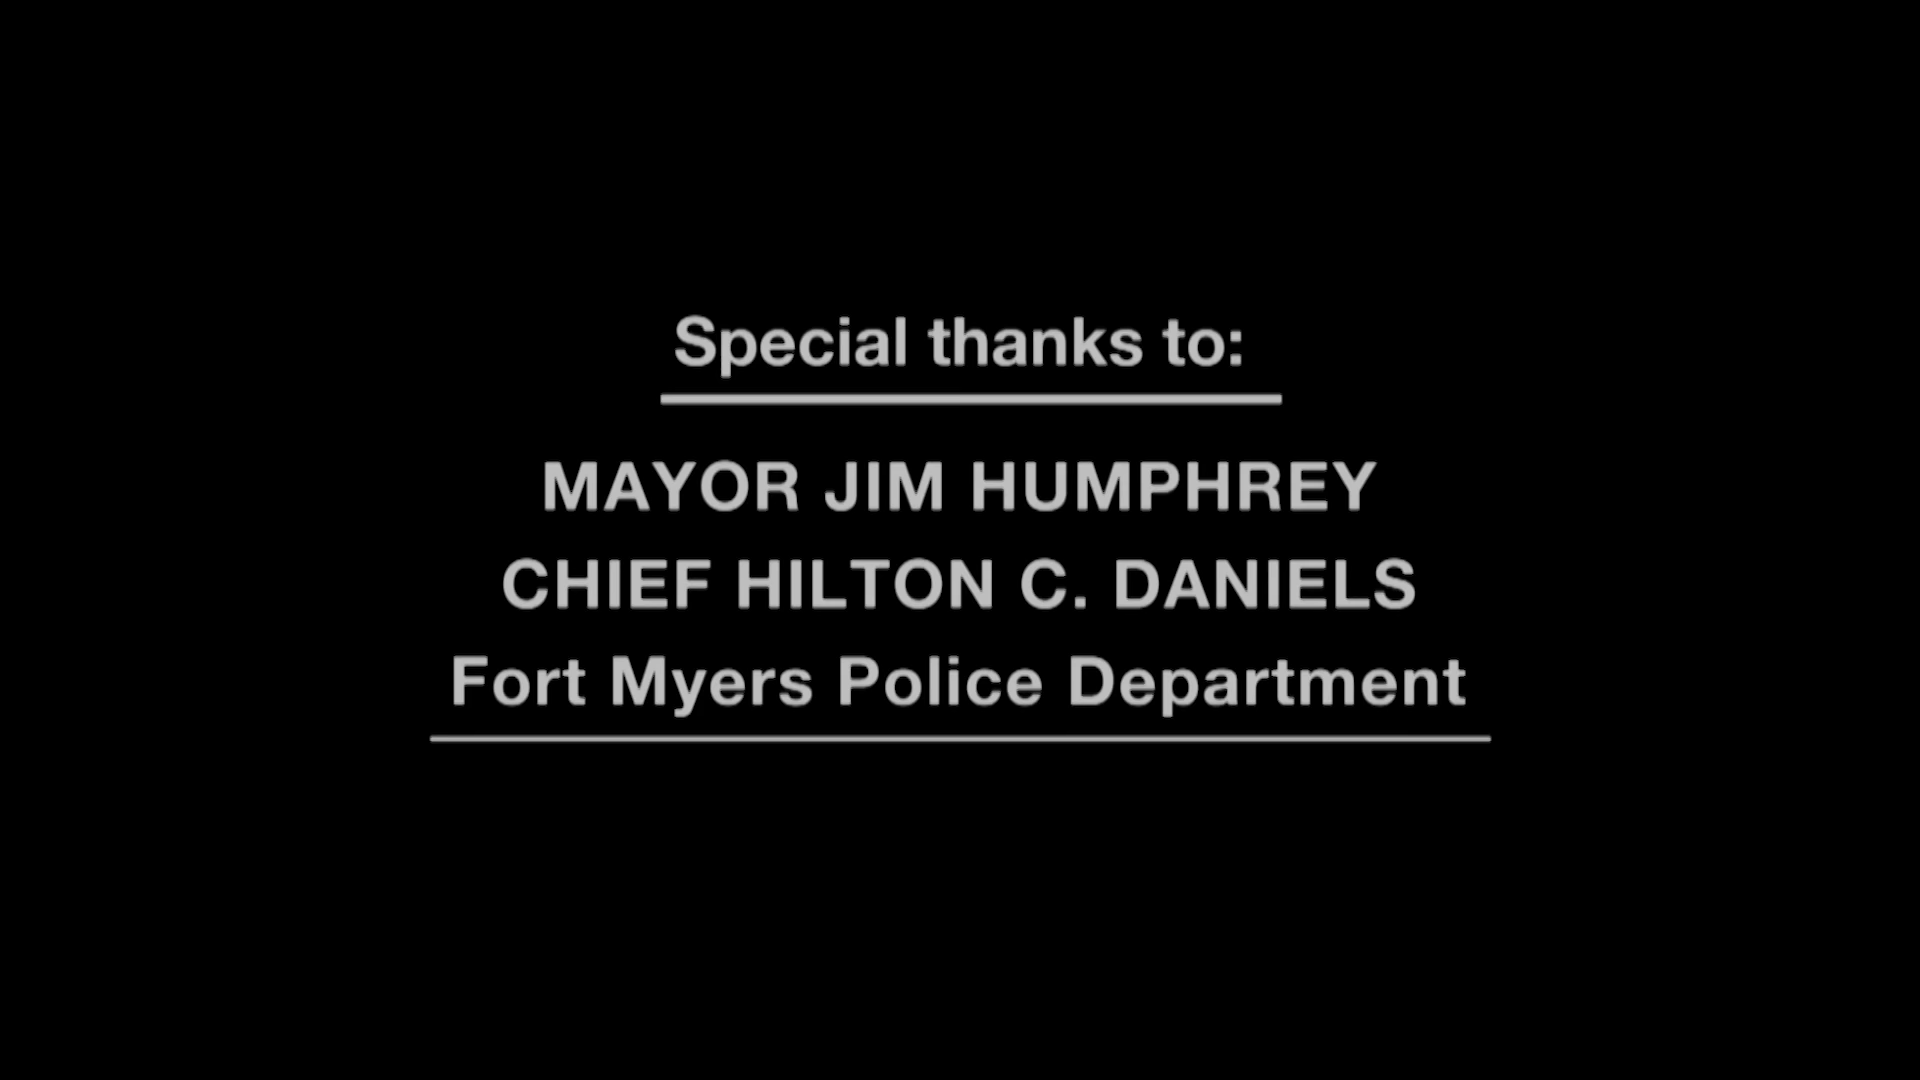 Special thanks to:
MAYOR JIM HUMPHREY
CHIEF HILTON C. DANIELS
Fort Myers Police Department